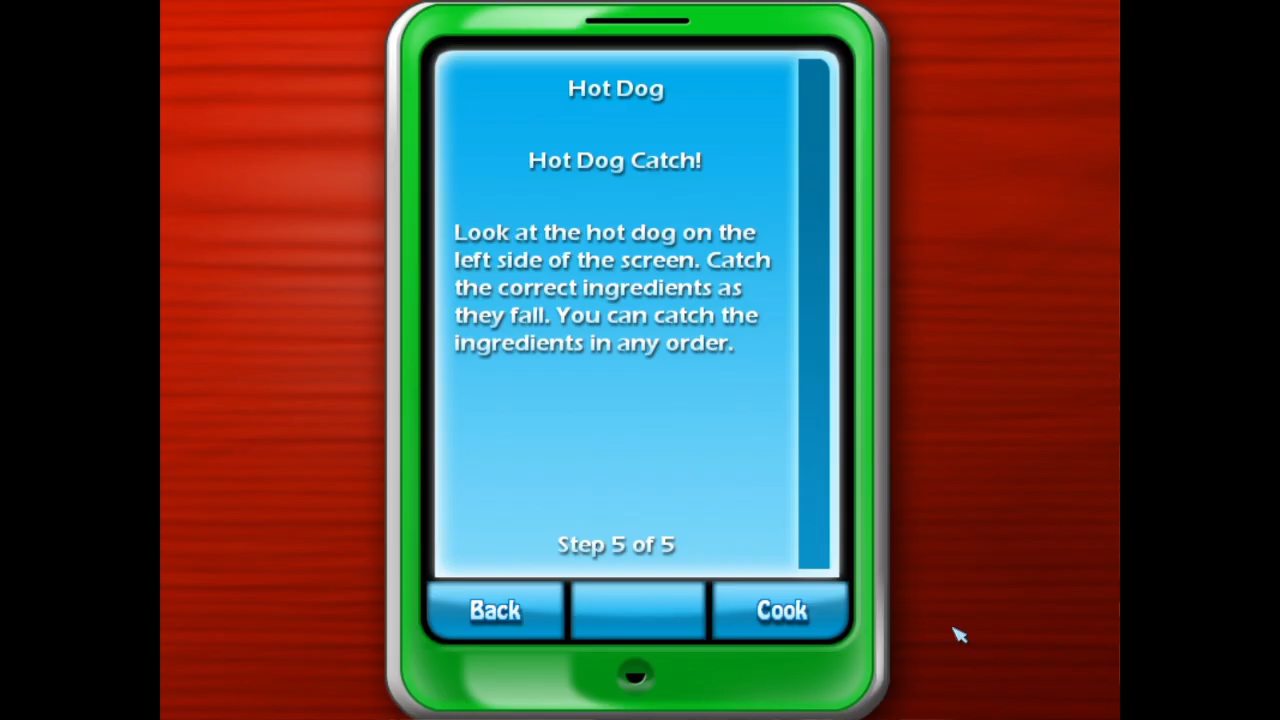 Hot Dog
Hot Dog Catch!
Look at the hot dog on the
left side of the screen. Catch
the correct ingredients as
they fall. You can catch the
ingredients in any order.
Step 5 of 5
Back
Cook